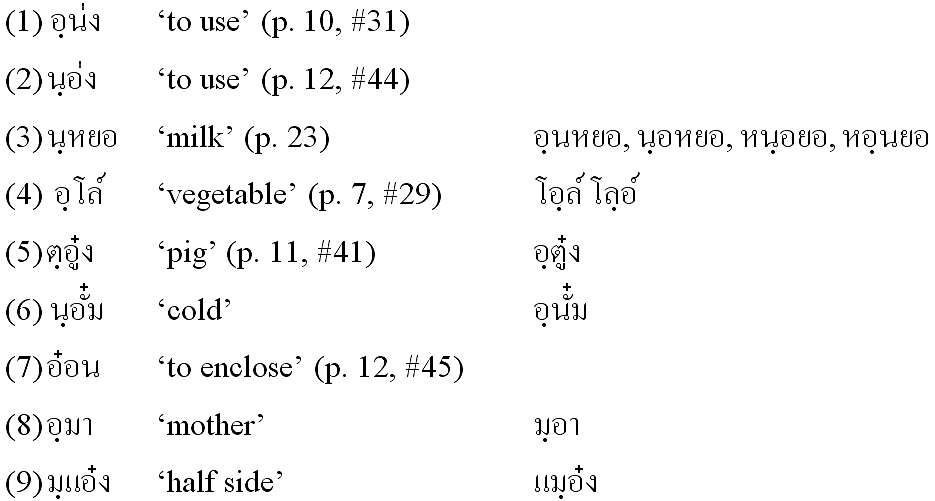 (1) อฺน่ง ‘to use’ (p. 10, #31)
(2) นฺอ่ง ‘to use’ (p. 12, #44)
(3) นฺหยอ ‘milk’ (p. 23) อฺนหยอ, นฺอหยอ, หนฺอยอ, หอฺนยอ
(4) อฺโล์ ‘vegetable’ (p. 7, #29) โอฺล์ โลฺอ์
(5) ตฺอู๋ง ‘pig’ (p. 11, #41) อฺตู๋ง
(6) นฺอั๋ม ‘cold’ อฺนั๋ม
(7) อ๋อน ‘to enclose’ (p. 12, #45)
(8) อฺมา ‘mother’ มฺอา
(9) มฺแอ๋ง ‘half side’ แมฺอ๋ง